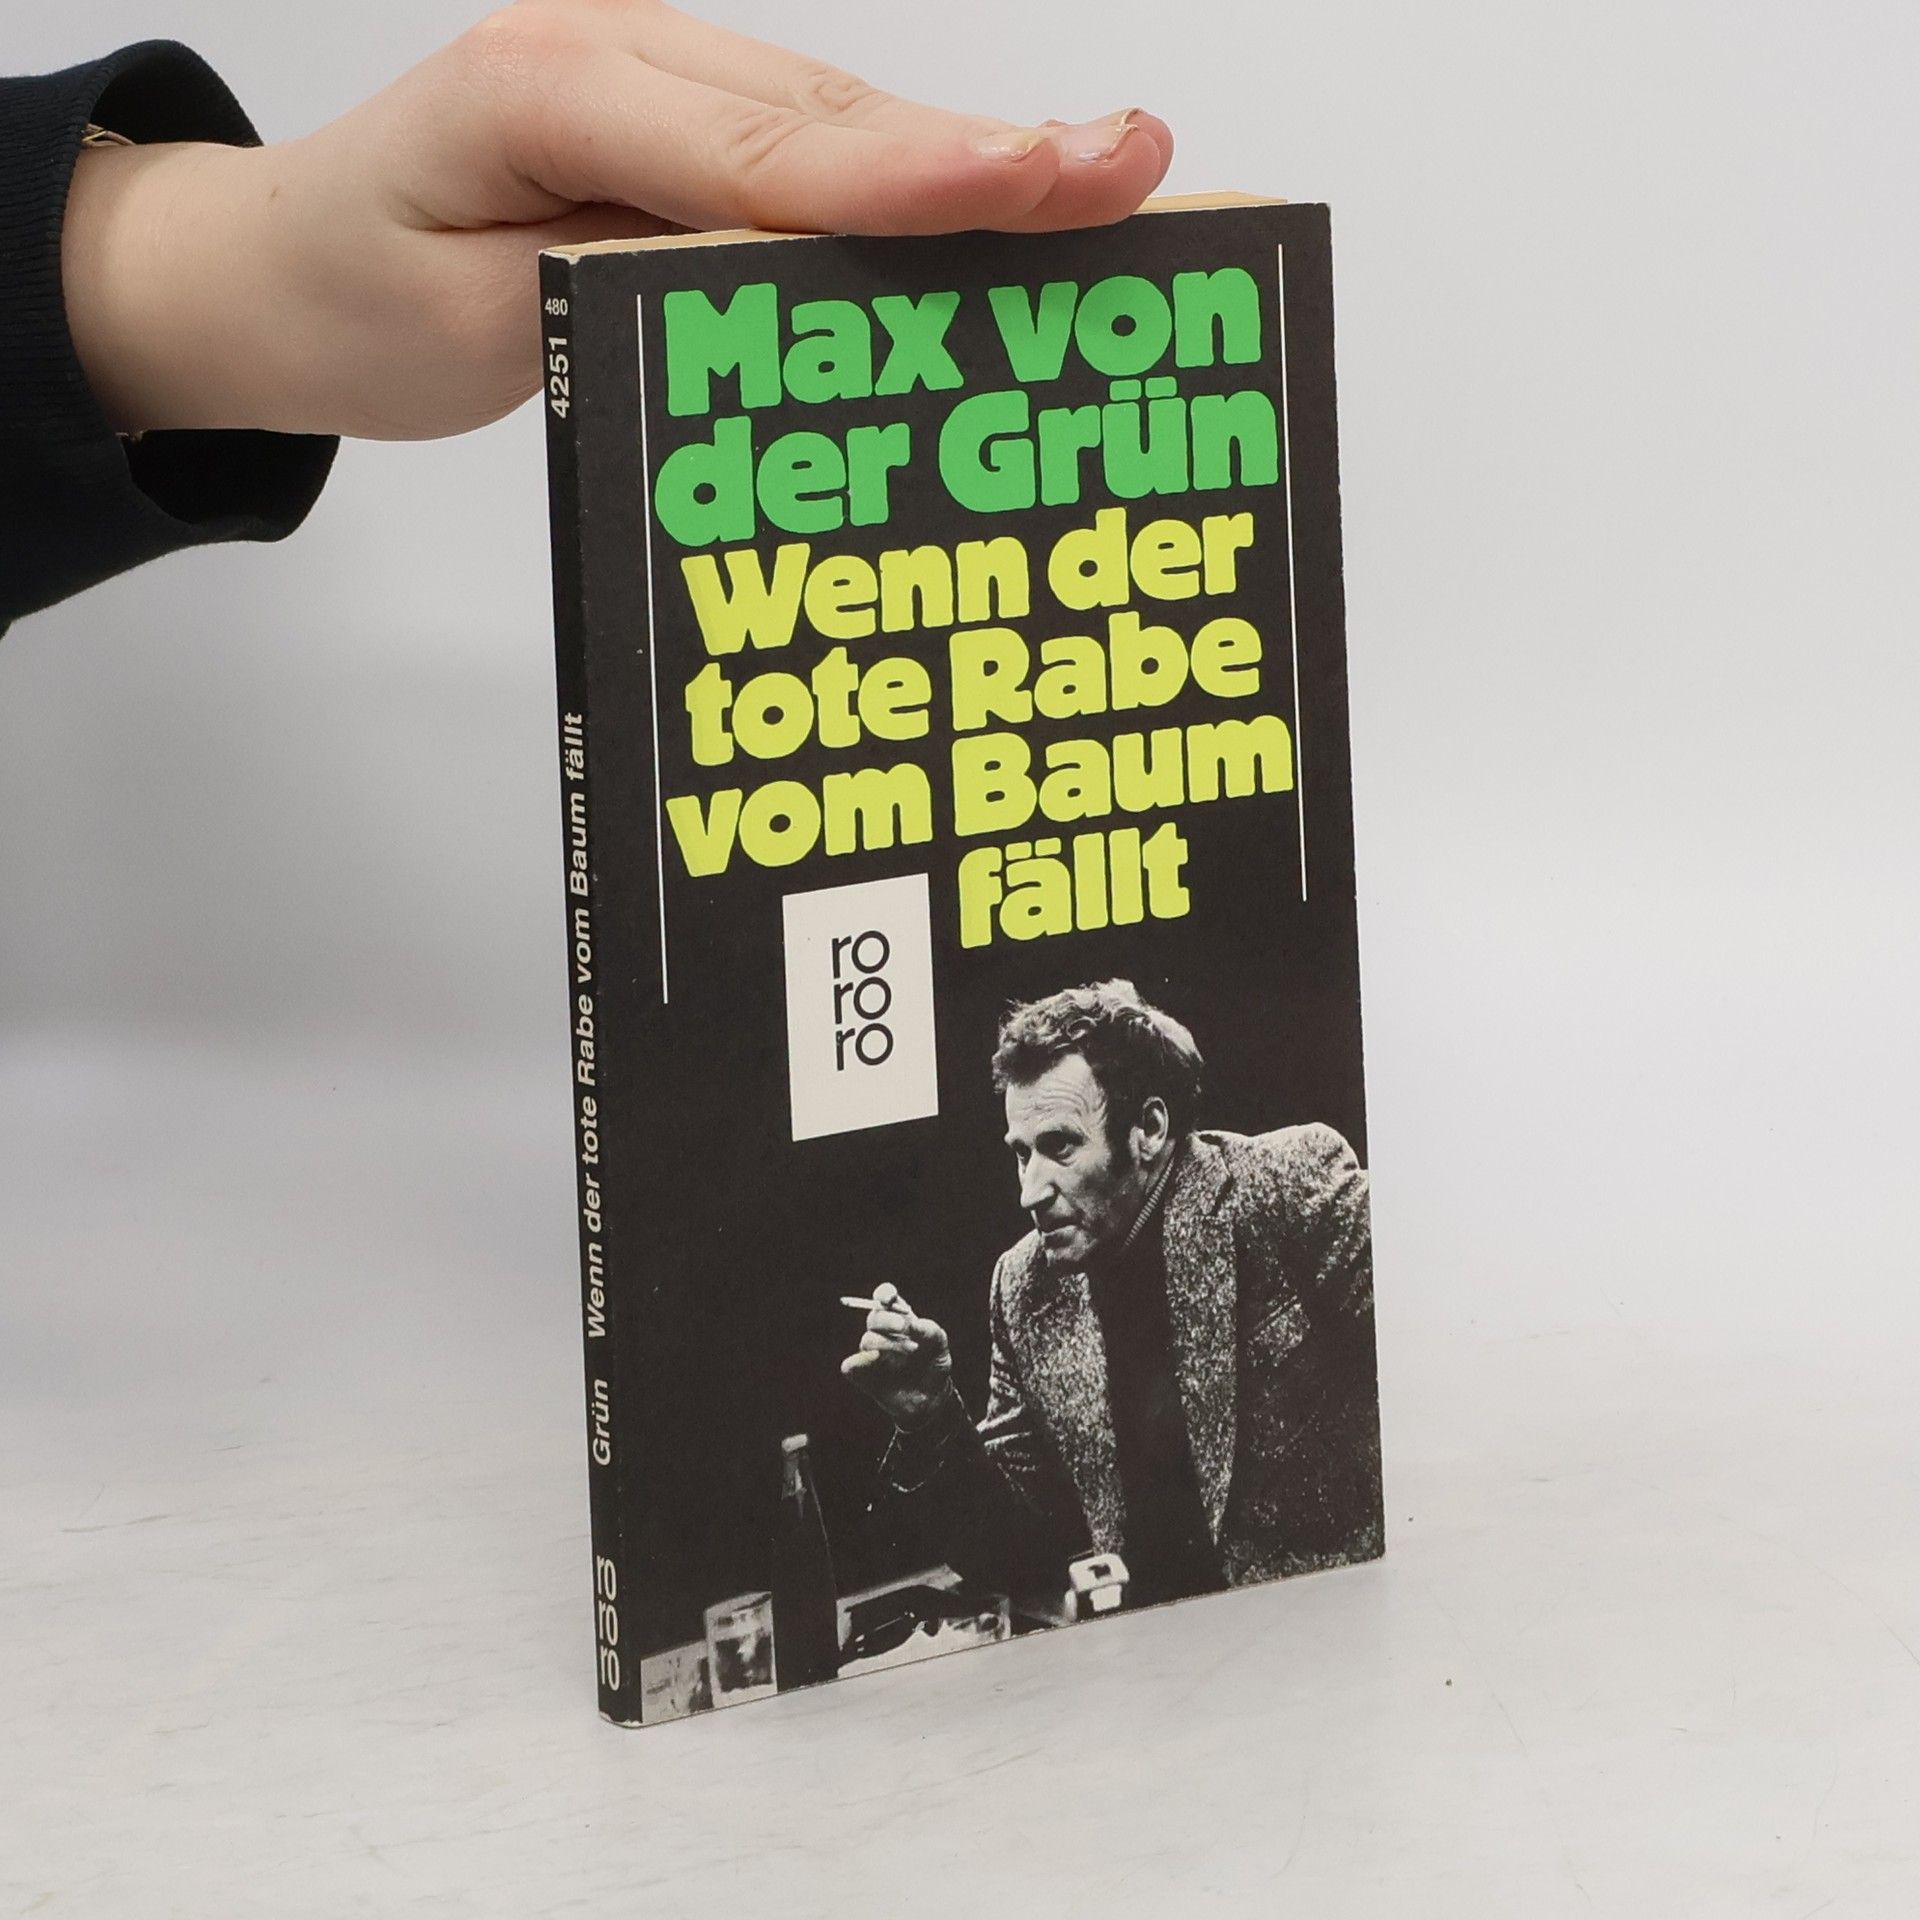 Max von
der Grün
Wenn der
tote Rabe
vom Baum
fällt
ro
ro
ro
480
4251
Grün Wenn der tote Rabe vom Baum fällt
ro
ro
ro